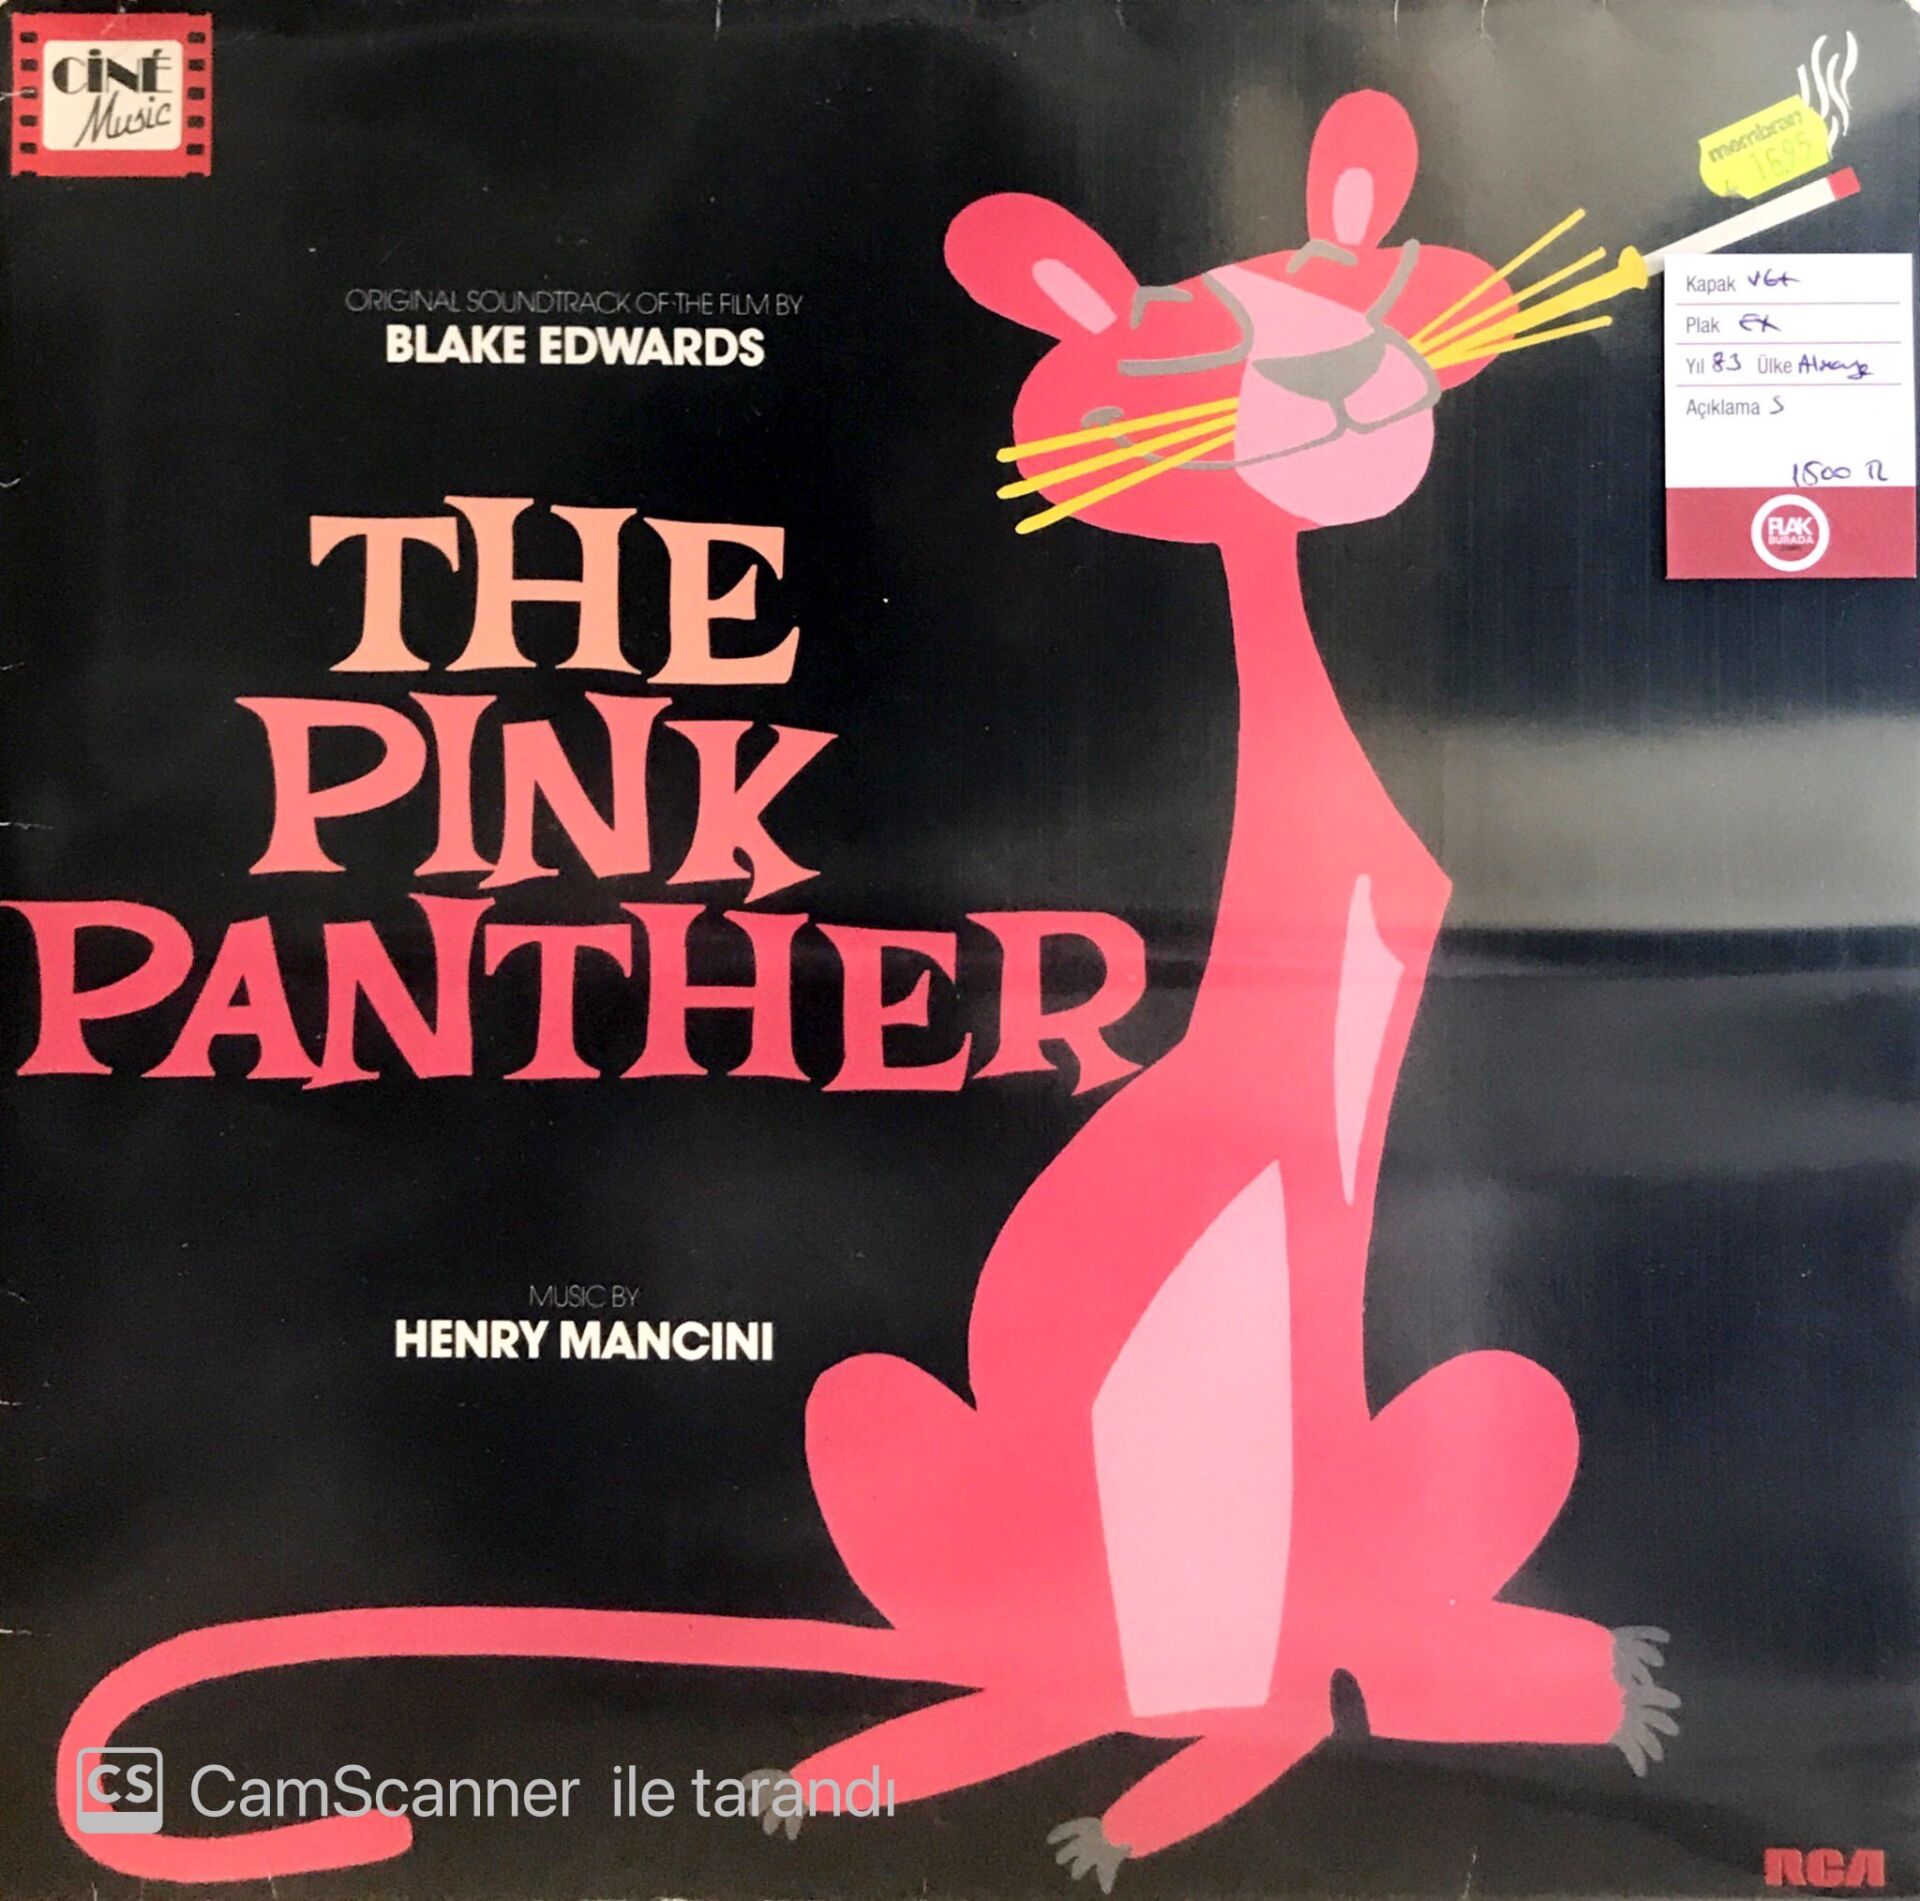 CiNÉ
Music
membran
16.95
ORIGINAL SOUNDTRACK OF THE FILM BY
BLAKE EDWARDS
Kapak VG+
Plak EX
Yıl 83 Ülke Almanya
Açıklama S
1500 TL
PLAK
BURADA
THE
PINK
PANTHER
MUSIC BY
HENRY MANCINI
CS CamScanner ile tarandı
RCA